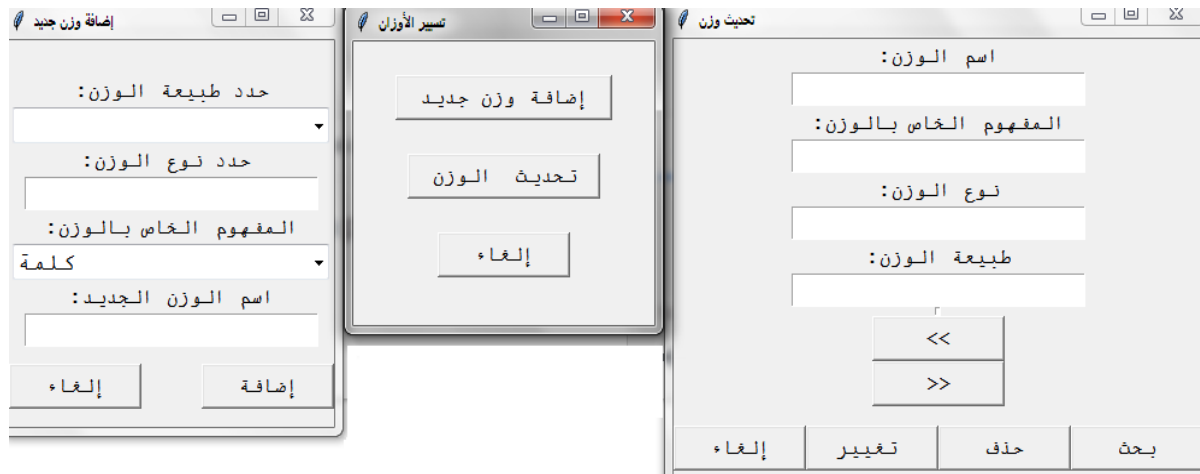 إضافة وزن جديد
حدد طبيعة الوزن:
حدد نوع الوزن:
المفهوم الخاص بالوزن:
كلمة
اسم الوزن الجديد:
إضافة إلغاء
تسيير الأوزان
إضافة وزن جديد
تحديث الوزن
إلغاء
تحديث وزن
اسم الوزن:
المفهوم الخاص بالوزن:
نوع الوزن:
طبيعة الوزن:
<<
>>
بحث حذف تغيير إلغاء